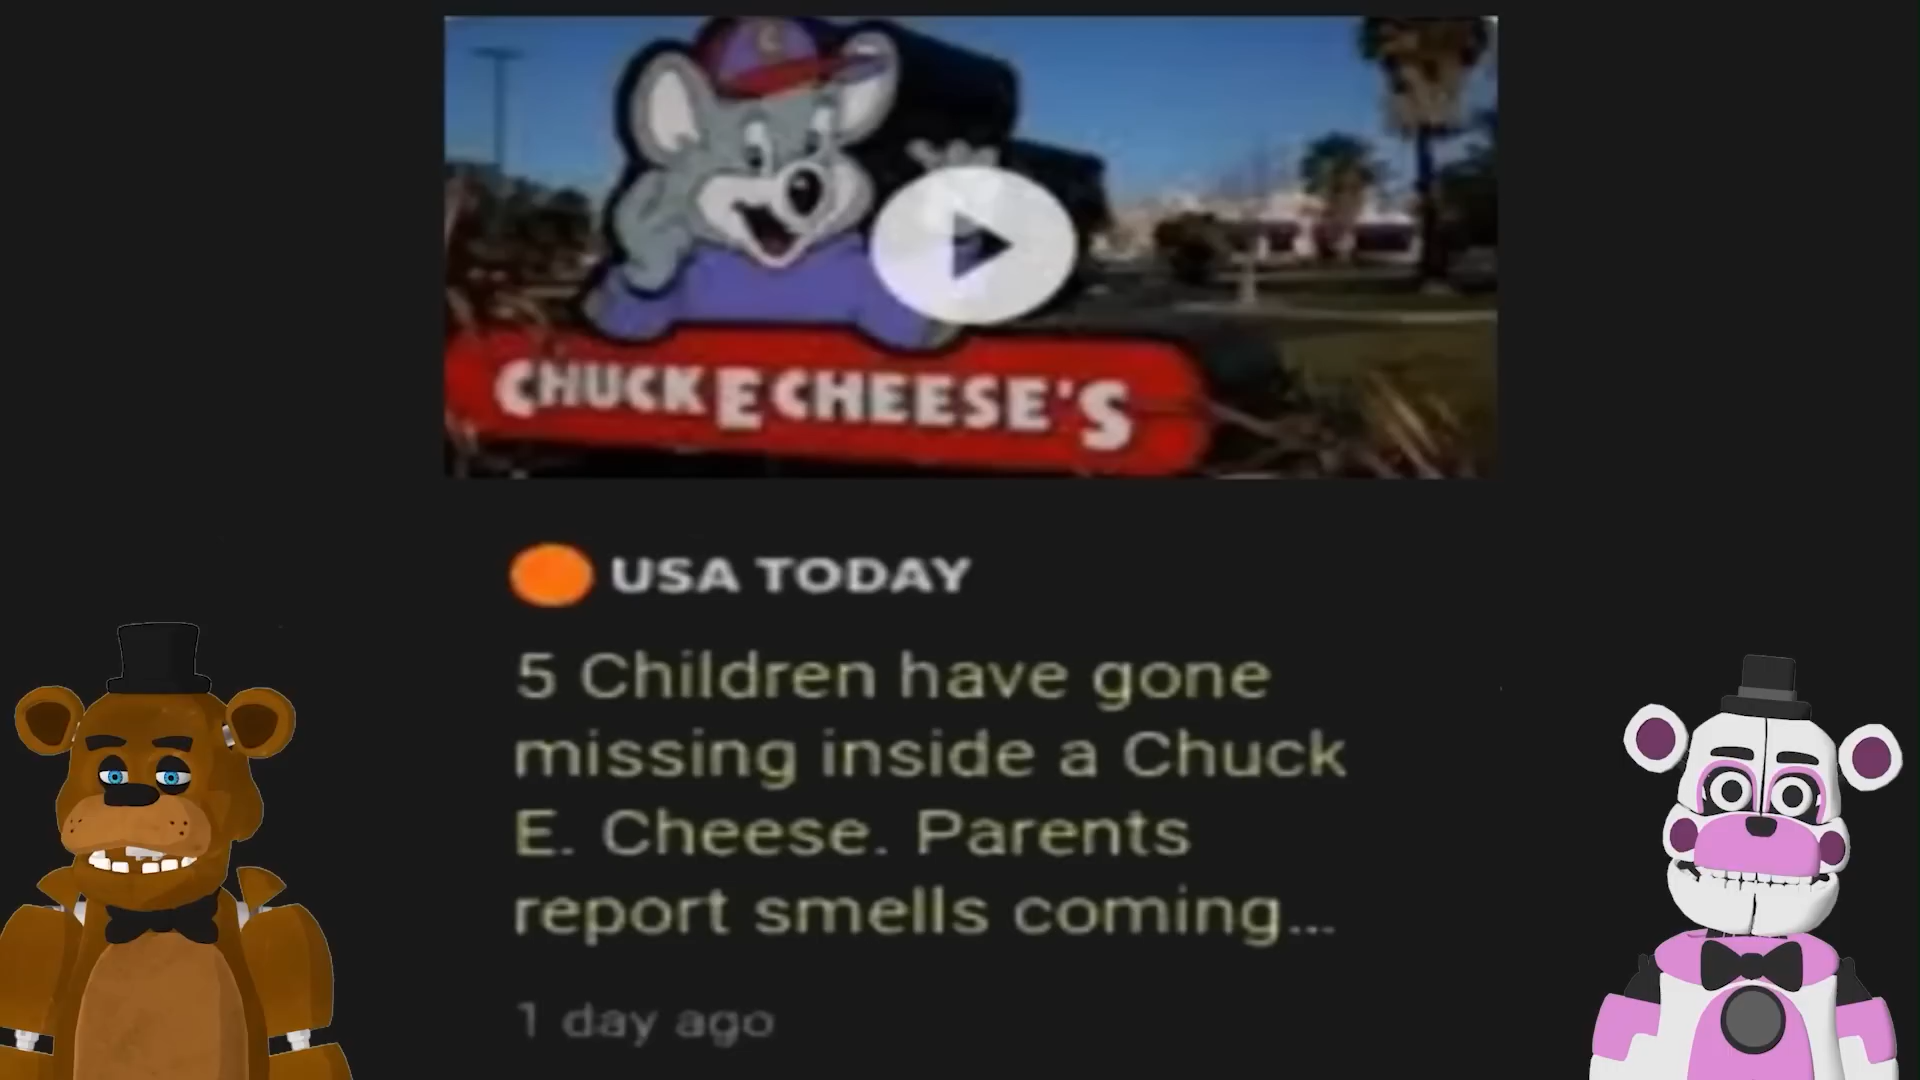 CHUCK E CHEESE'S
USA TODAY
5 Children have gone
missing inside a Chuck
E. Cheese. Parents
report smells coming...
1 day ago